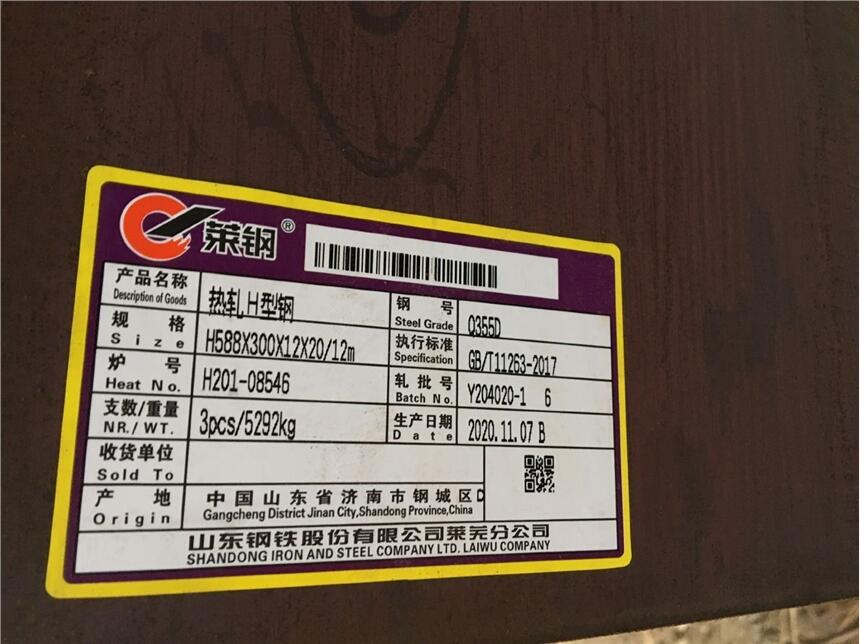 莱钢®
产品名称 热轧H型钢 钢号 Q355D
Description of Goods Steel Grade
规格 H588X300X12X20/12m 执行标准 GB/T11263-2017
Size Specification
炉号 H201-08546 轧批号 Y204020-1 6
Heat No. Batch No.
支数/重量 3pcs/5292kg 生产日期 2020.11.07 B
NR./WT. Date
收货单位
Sold To
产地 中国山东省济南市钢城区D
Origin Gangcheng District Jinan City,Shandong Province,China
山东钢铁股份有限公司莱芜分公司
SHANDONG IRON AND STEEL COMPANY LTD. LAIWU COMPANY